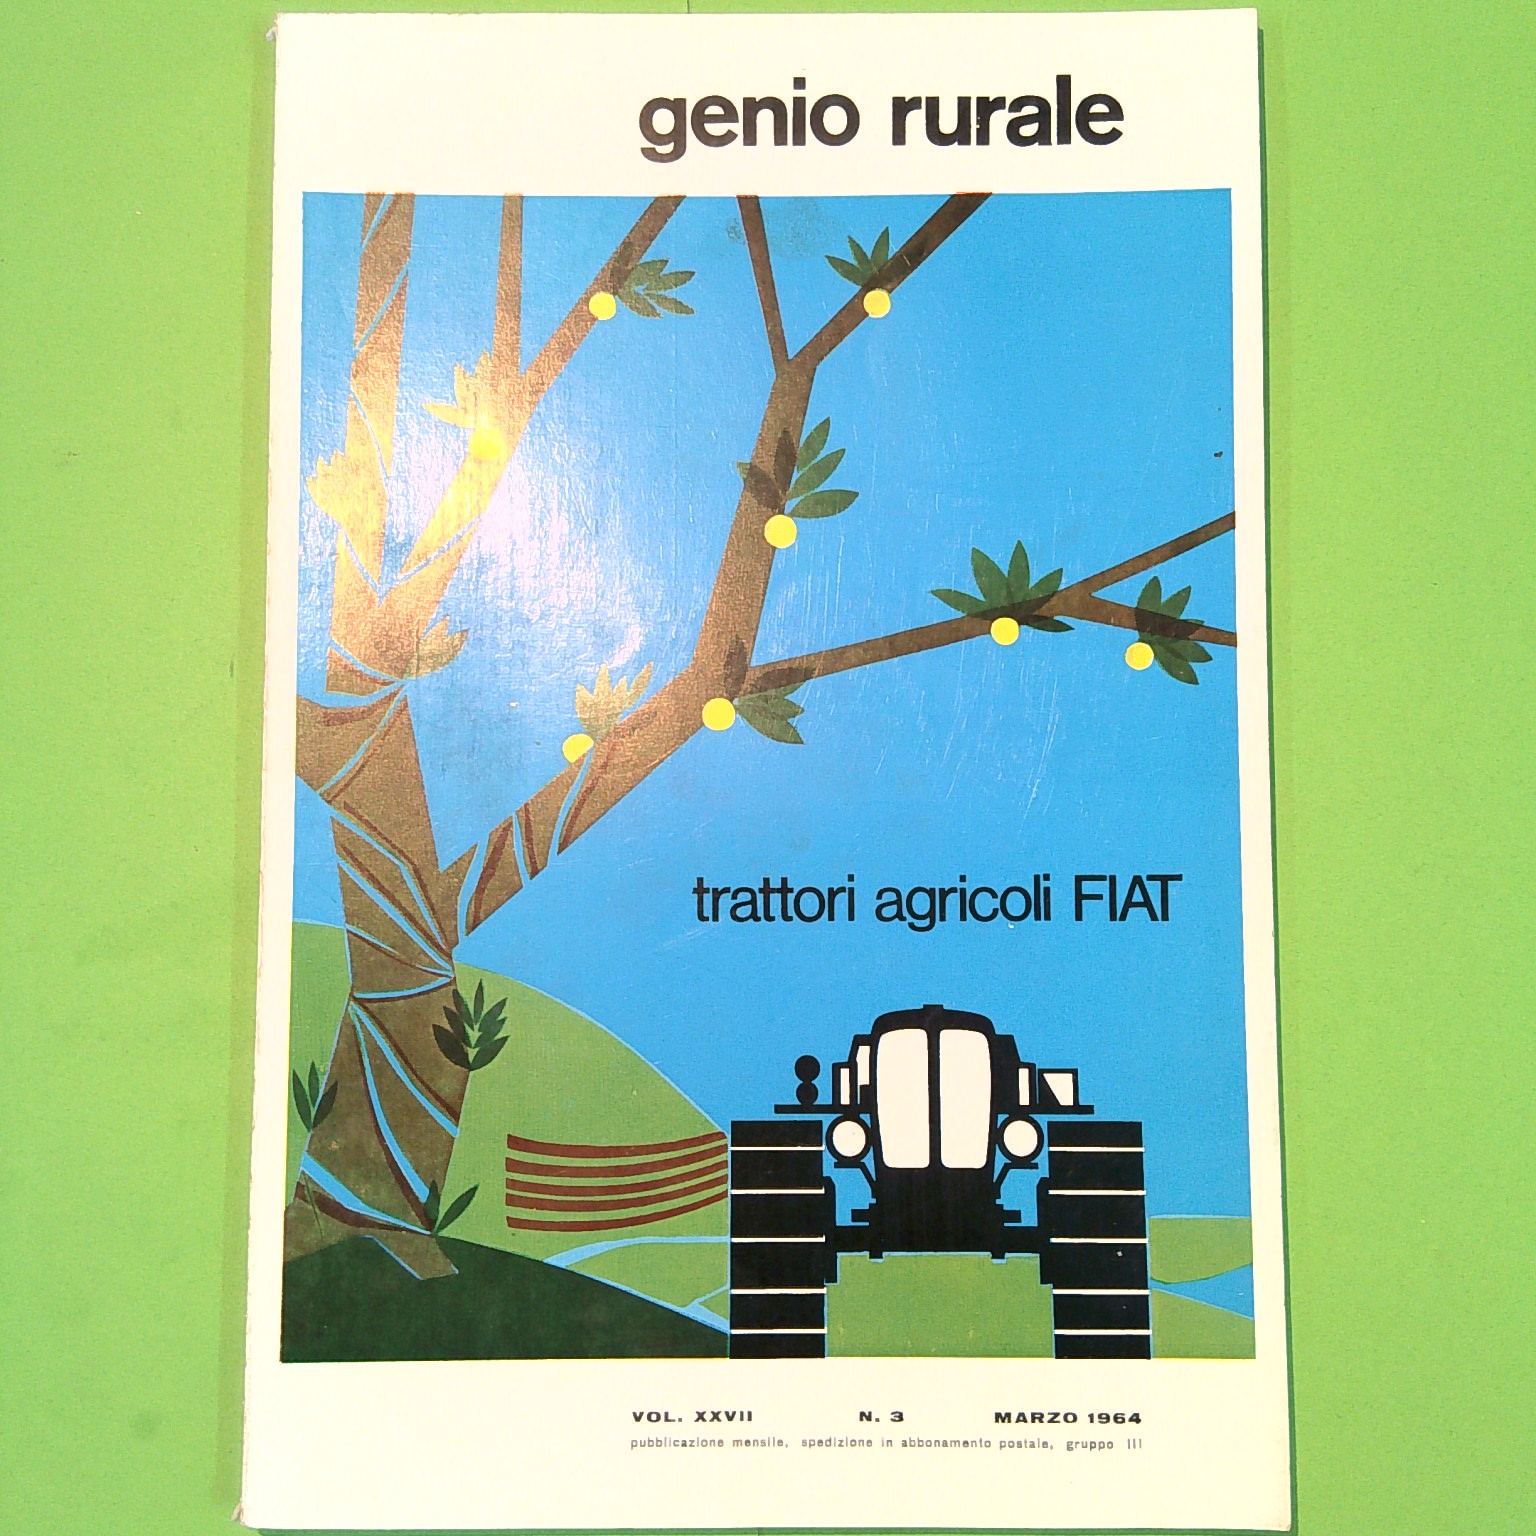 genio rurale
trattori agricoli FIAT
VOL. XXVII N. 3 MARZO 1964
pubblicazione mensile, spedizione in abbonamento postale, gruppo III